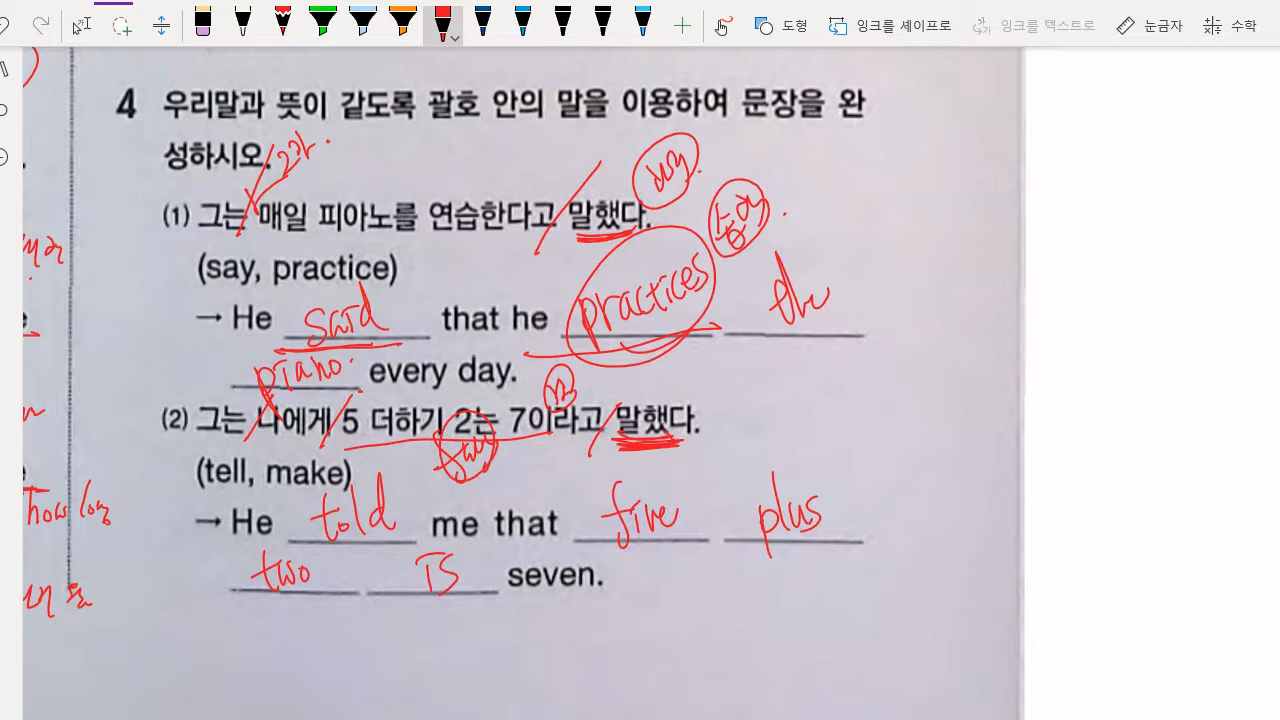 도형 잉크를 셰이프로 잉크를 텍스트로 눈금자 수학
4 우리말과 뜻이 같도록 괄호 안의 말을 이용하여 문장을 완
성하시오.
(1) 그는 매일 피아노를 연습한다고 말했다.
(say, practice)
→ He said that he practices the
piano. every day.
(2) 그는 나에게 5 더하기 2는 7이라고 말했다.
(tell, make)
→ He told me that five plus
two is seven.
how long